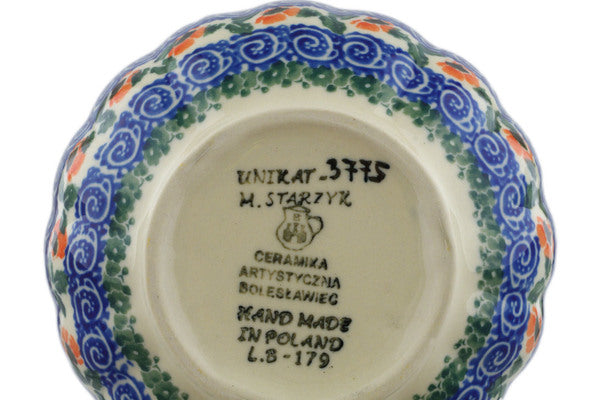 UNIKAT-3775
M. STARZYK
CERAMIKA
ARTYSTYCZNA
BOLESŁAWIEC
HAND MADE
IN POLAND
L.B-179